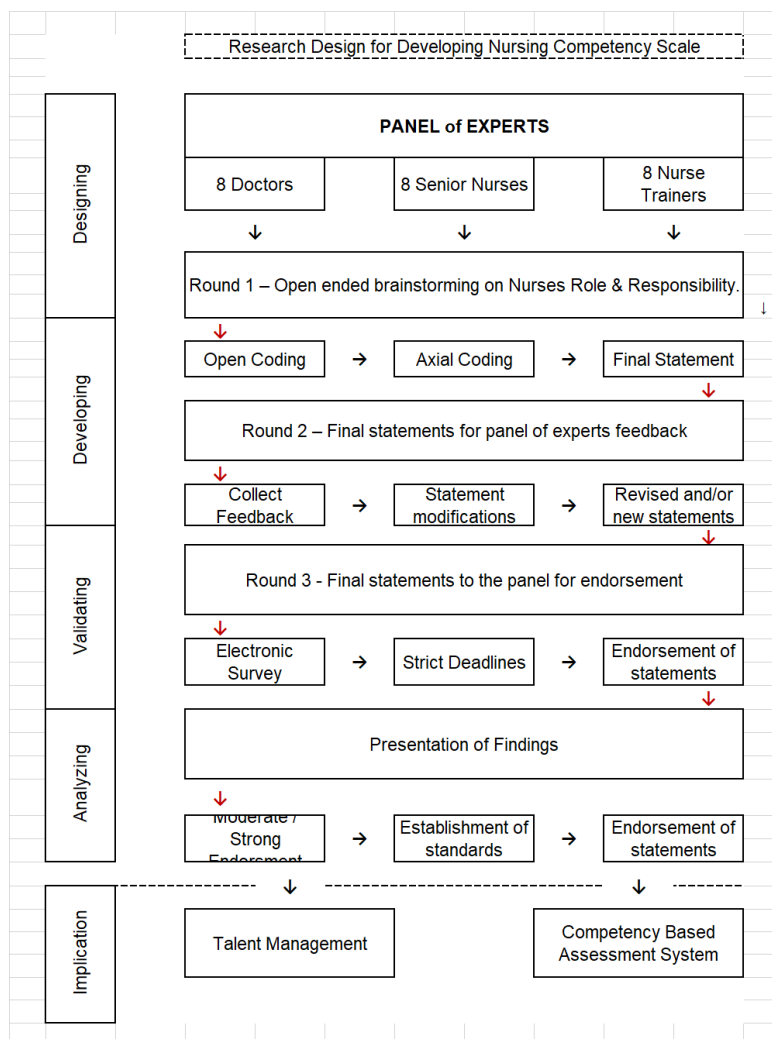 Research Design for Developing Nursing Competency Scale
Designing
PANEL of EXPERTS
8 Doctors
8 Senior Nurses
8 Nurse
Trainers
↓ ↓ ↓
Round 1 – Open ended brainstorming on Nurses Role & Responsibility.
↓
↓
Developing
Open Coding → Axial Coding → Final Statement
↓
Round 2 – Final statements for panel of experts feedback
↓
Collect
Feedback
→
Statement
modifications
→
Revised and/or
new statements
↓
Validating
Round 3 - Final statements to the panel for endorsement
↓
Electronic
Survey
→
Strict Deadlines
→
Endorsement of
statements
↓
Analyzing
Presentation of Findings
↓
Moderate /
Strong
Endorsment
→
Establishment of
standards
→
Endorsement of
statements
↓ ↓
Implication
Talent Management
Competency Based
Assessment System